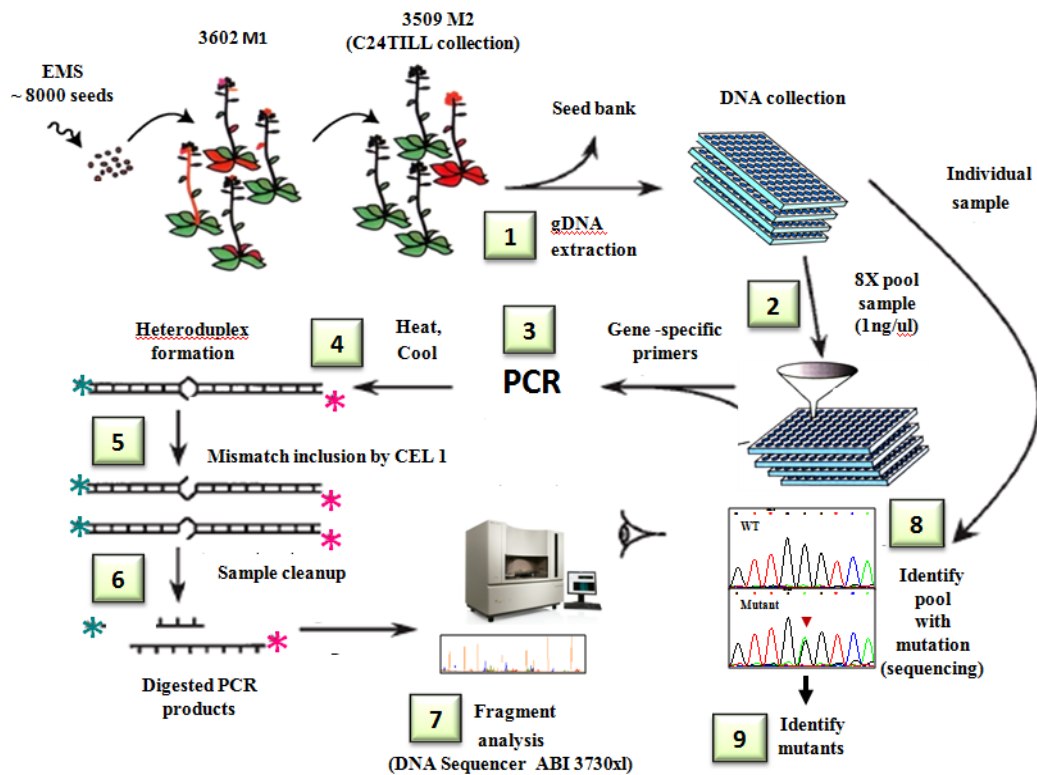 EMS
~ 8000 seeds
3602 M1
3509 M2
(C24TILL collection)
Seed bank
DNA collection
Individual
sample
1
gDNA
extraction
2
8X pool
sample
(1ng/ul)
Gene -specific
primers
3
PCR
4
Heat,
Cool
Heteroduplex
formation
5
Mismatch inclusion by CEL 1
6
Sample cleanup
Digested PCR
products
7
Fragment
analysis
(DNA Sequencer ABI 3730xl)
WT
Mutant
8
Identify
pool
with
mutation
(sequencing)
9
Identify
mutants